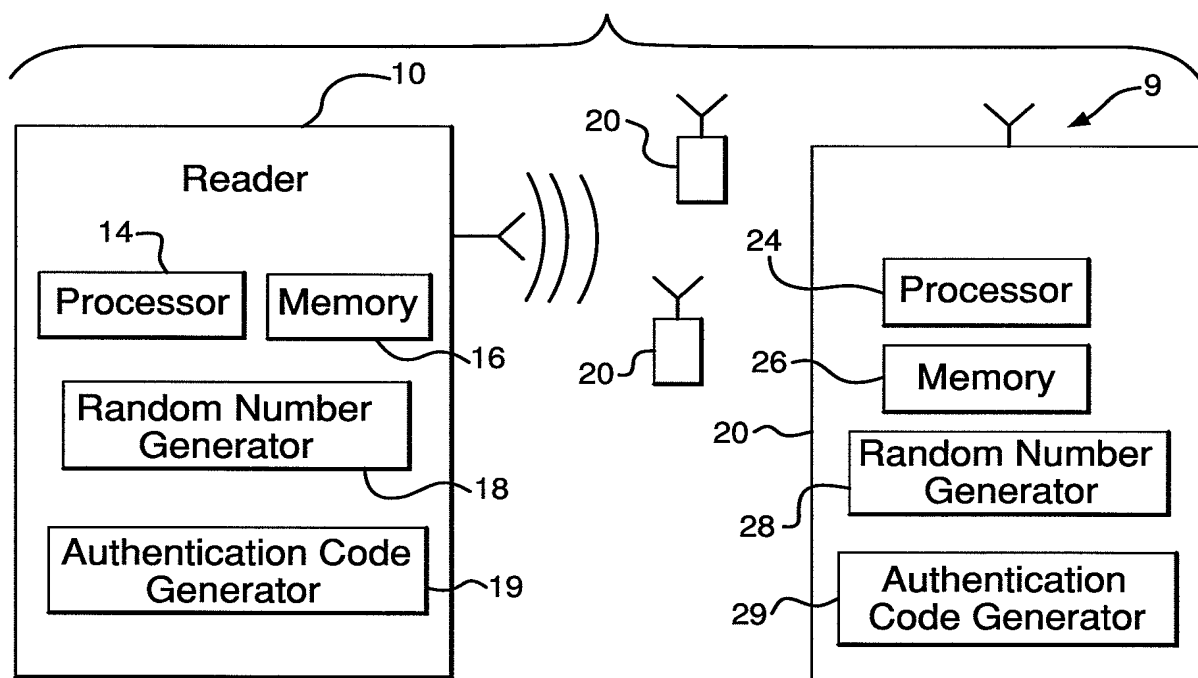 10
Reader
14
Processor
Memory
16
Random Number
Generator
18
Authentication Code
Generator
19
20
20
9
24
Processor
26
Memory
20
Random Number
Generator
28
Authentication
Code Generator
29